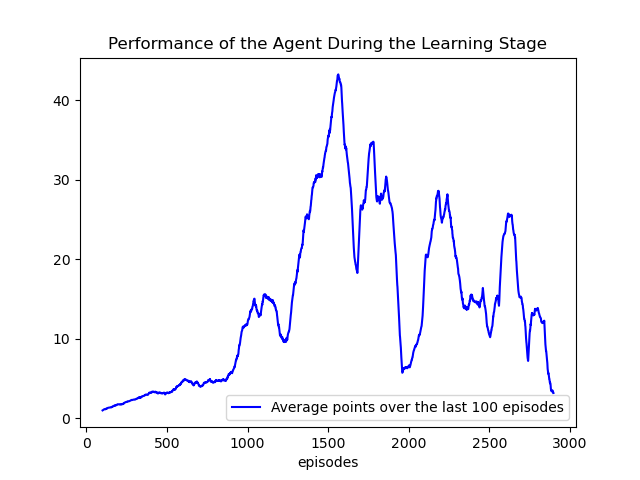 Performance of the Agent During the Learning Stage
40
30
20
10
0
Average points over the last 100 episodes
0 500 1000 1500 2000 2500 3000
episodes